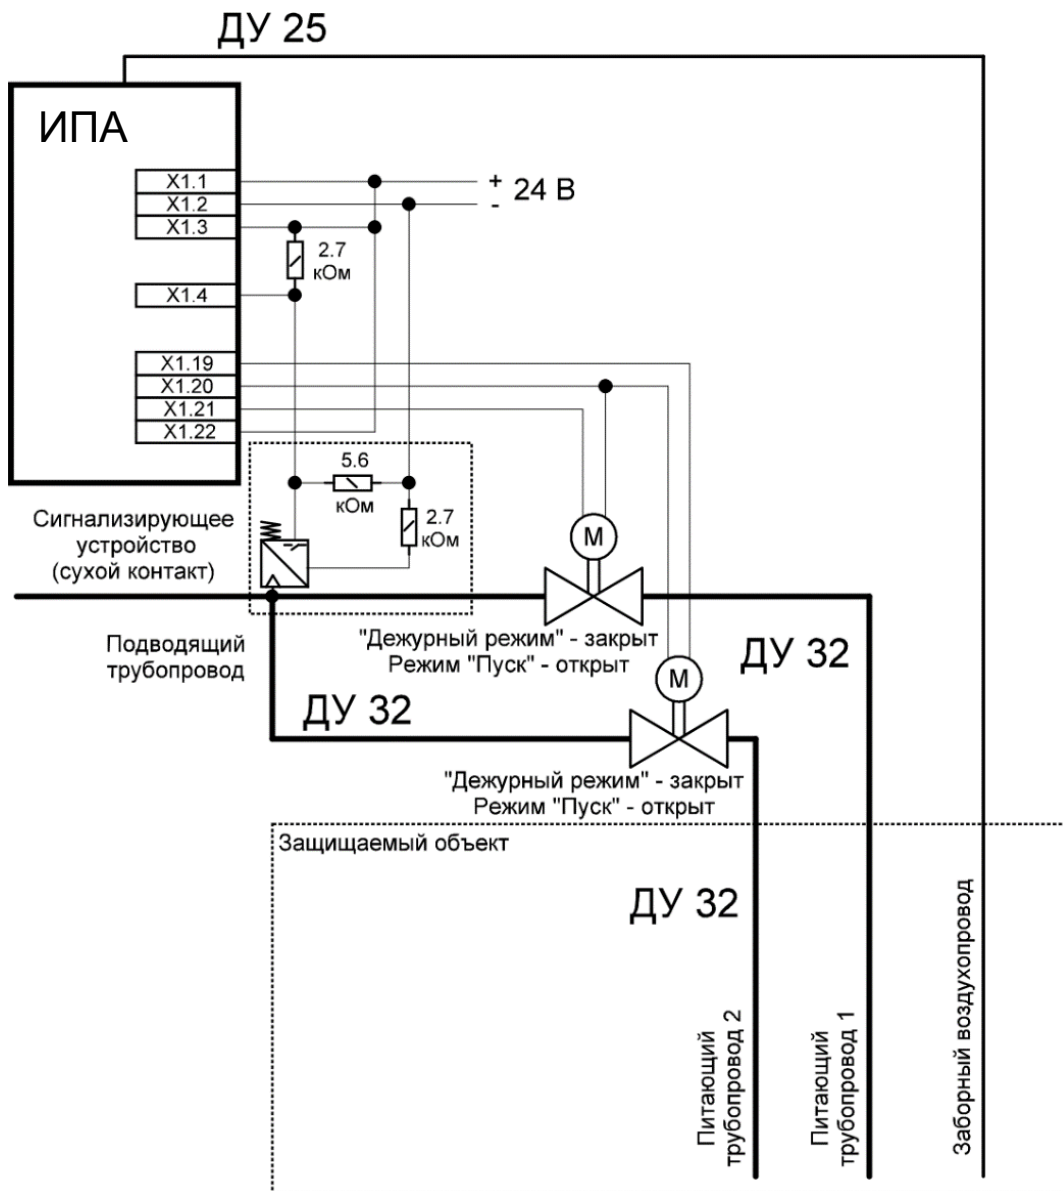 ДУ 25
ИПА
X1.1
X1.2
X1.3
X1.4
X1.19
X1.20
X1.21
X1.22
+
-
24 В
2.7
кОм
5.6
кОм
2.7
кОм
Сигнализирующее
устройство
(сухой контакт)
M
Подводящий
трубопровод
"Дежурный режим" - закрыт
Режим "Пуск" - открыт
ДУ 32
M
ДУ 32
"Дежурный режим" - закрыт
Режим "Пуск" - открыт
Защищаемый объект
ДУ 32
Питающий
трубопровод 2
Питающий
трубопровод 1
Заборный воздухопровод